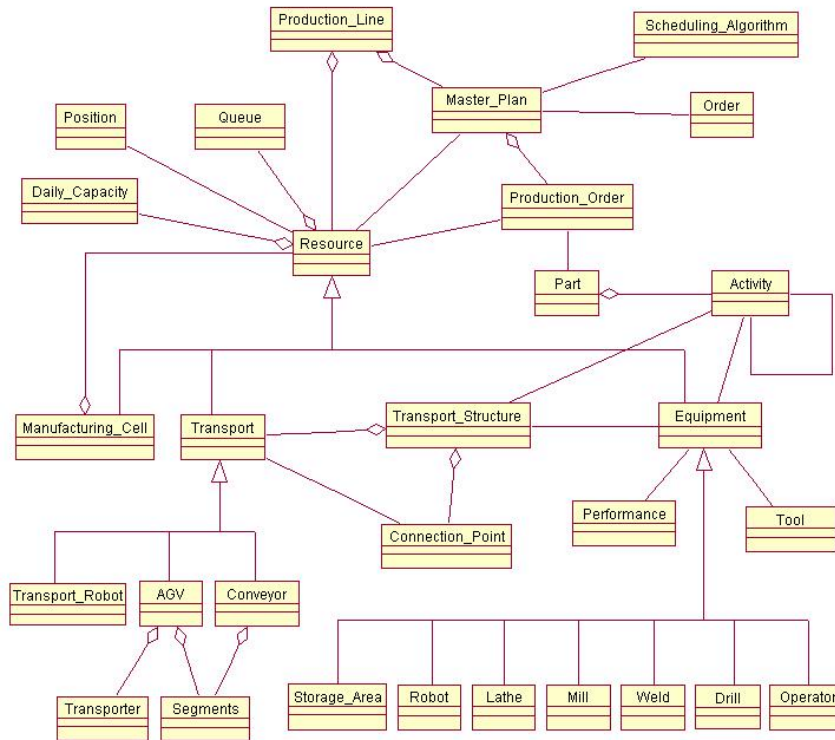 Production_Line
Scheduling_Algorithm
Master_Plan
Order
Position
Queue
Daily_Capacity
Production_Order
Resource
Part
Activity
Manufacturing_Cell
Transport
Transport_Structure
Equipment
Performance
Tool
Connection_Point
Transport_Robot
AGV
Conveyor
Transporter
Segments
Storage_Area
Robot
Lathe
Mill
Weld
Drill
Operator